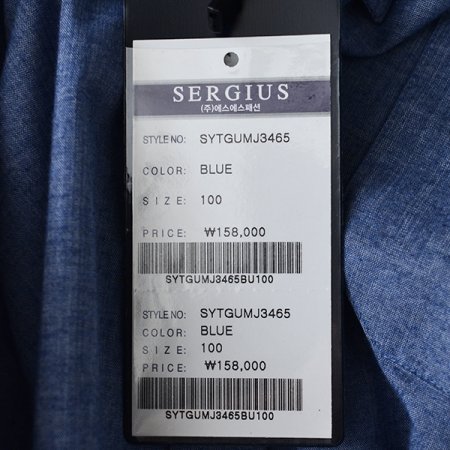 SERGIUS
(주)에스에스패션
STYLE NO: SYTGUMJ3465
COLOR: BLUE
SIZE: 100
PRICE: ₩158,000
SYTGUMJ3465BU100
STYLE NO: SYTGUMJ3465
COLOR: BLUE
SIZE: 100
PRICE: ₩158,000
SYTGUMJ3465BU100